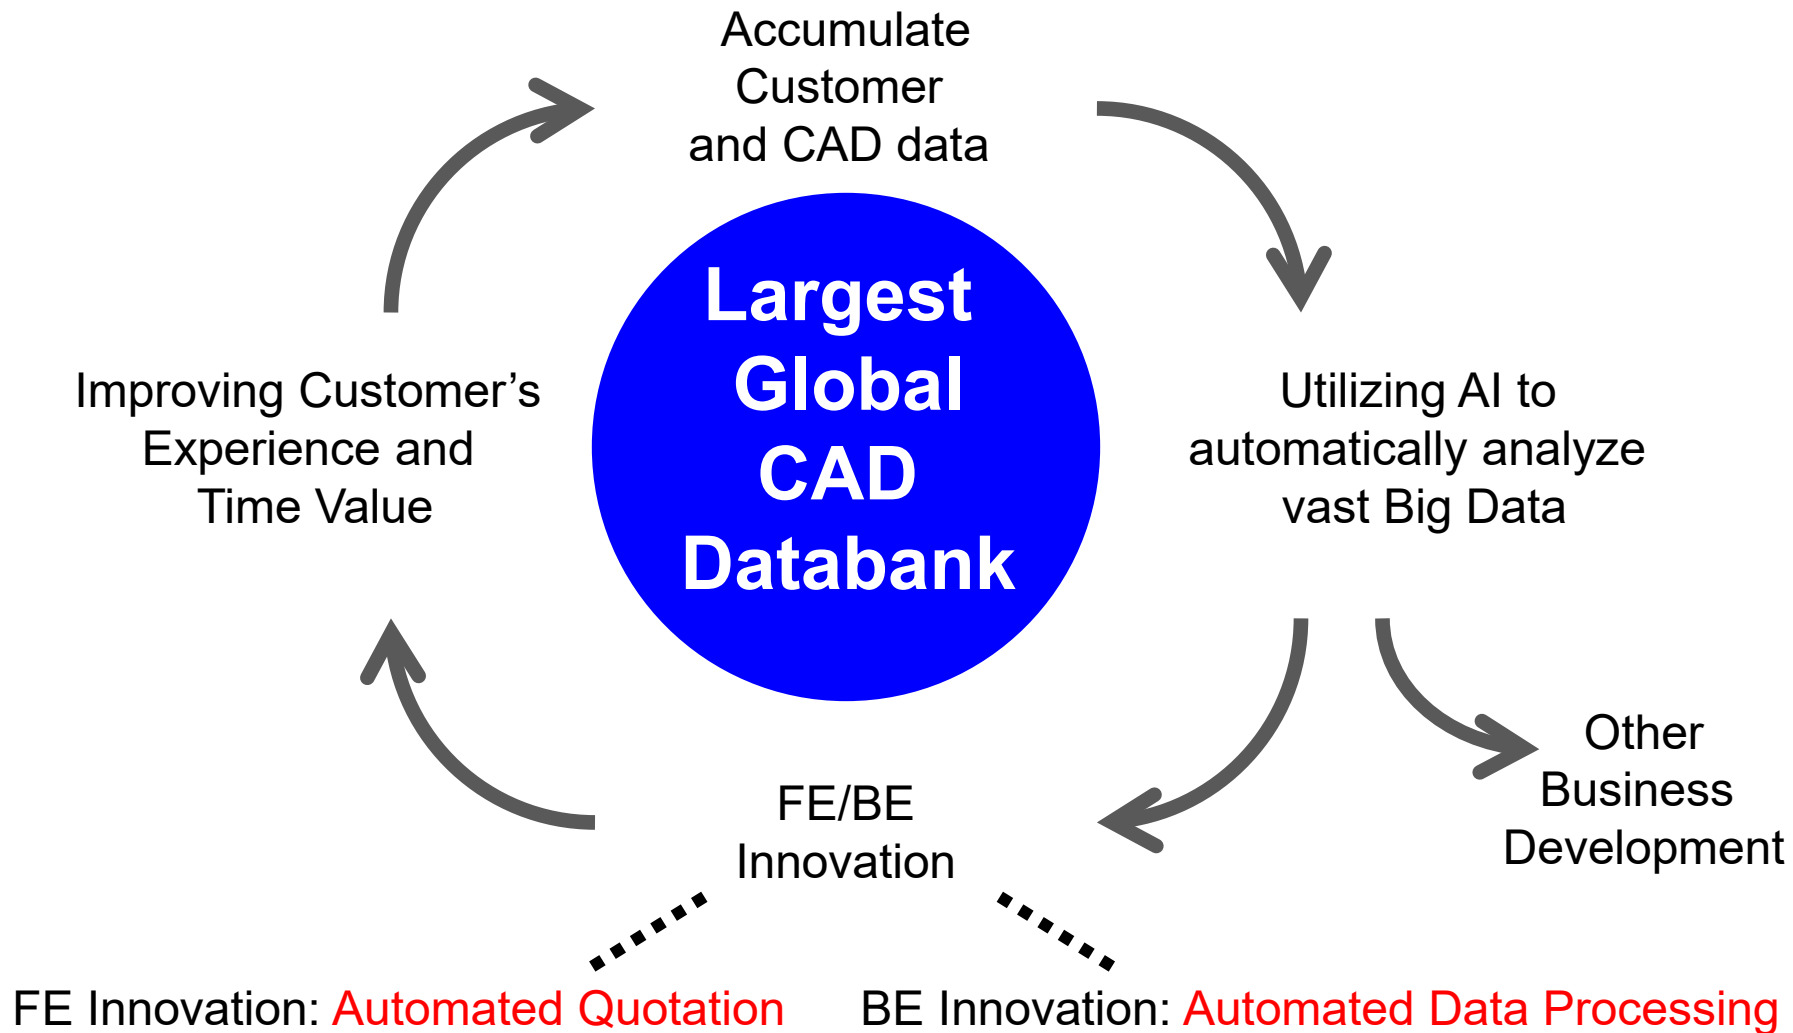 Accumulate
Customer
and CAD data
Largest
Global
CAD
Databank
Improving Customer’s
Experience and
Time Value
Utilizing AI to
automatically analyze
vast Big Data
Other
Business
Development
FE/BE
Innovation
FE Innovation: Automated Quotation
BE Innovation: Automated Data Processing